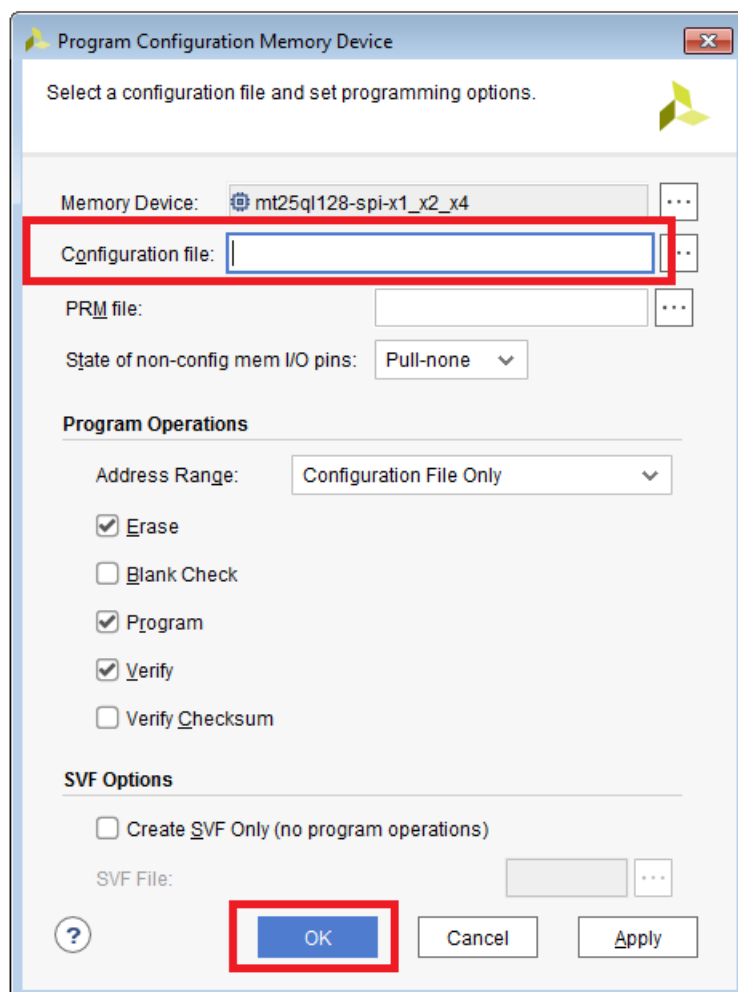 Program Configuration Memory Device
Select a configuration file and set programming options.
Memory Device: mt25ql128-spi-x1_x2_x4 ...
Configuration file: ...
PRM file: ...
State of non-config mem I/O pins: Pull-none
Program Operations
Address Range: Configuration File Only
Erase
Blank Check
Program
Verify
Verify Checksum
SVF Options
Create SVF Only (no program operations)
SVF File: ...
? OK Cancel Apply